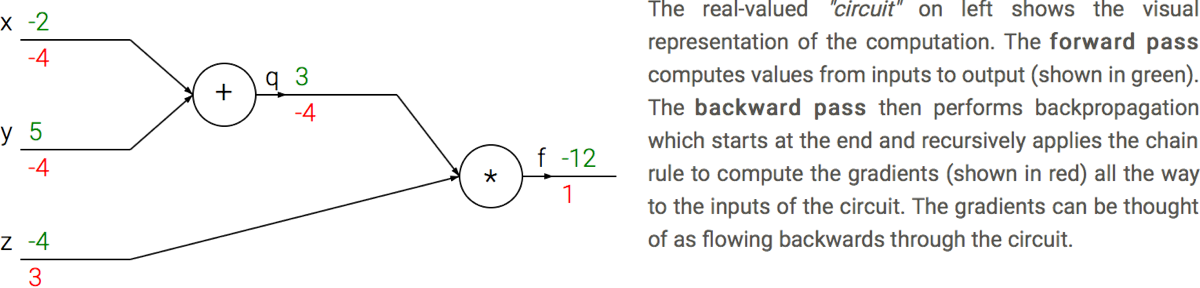 x -2
-4
+
q 3
-4
y 5
-4
f -12
*
1
z -4
3
The real-valued "circuit" on left shows the visual
representation of the computation. The forward pass
computes values from inputs to output (shown in green).
The backward pass then performs backpropagation
which starts at the end and recursively applies the chain
rule to compute the gradients (shown in red) all the way
to the inputs of the circuit. The gradients can be thought
of as flowing backwards through the circuit.